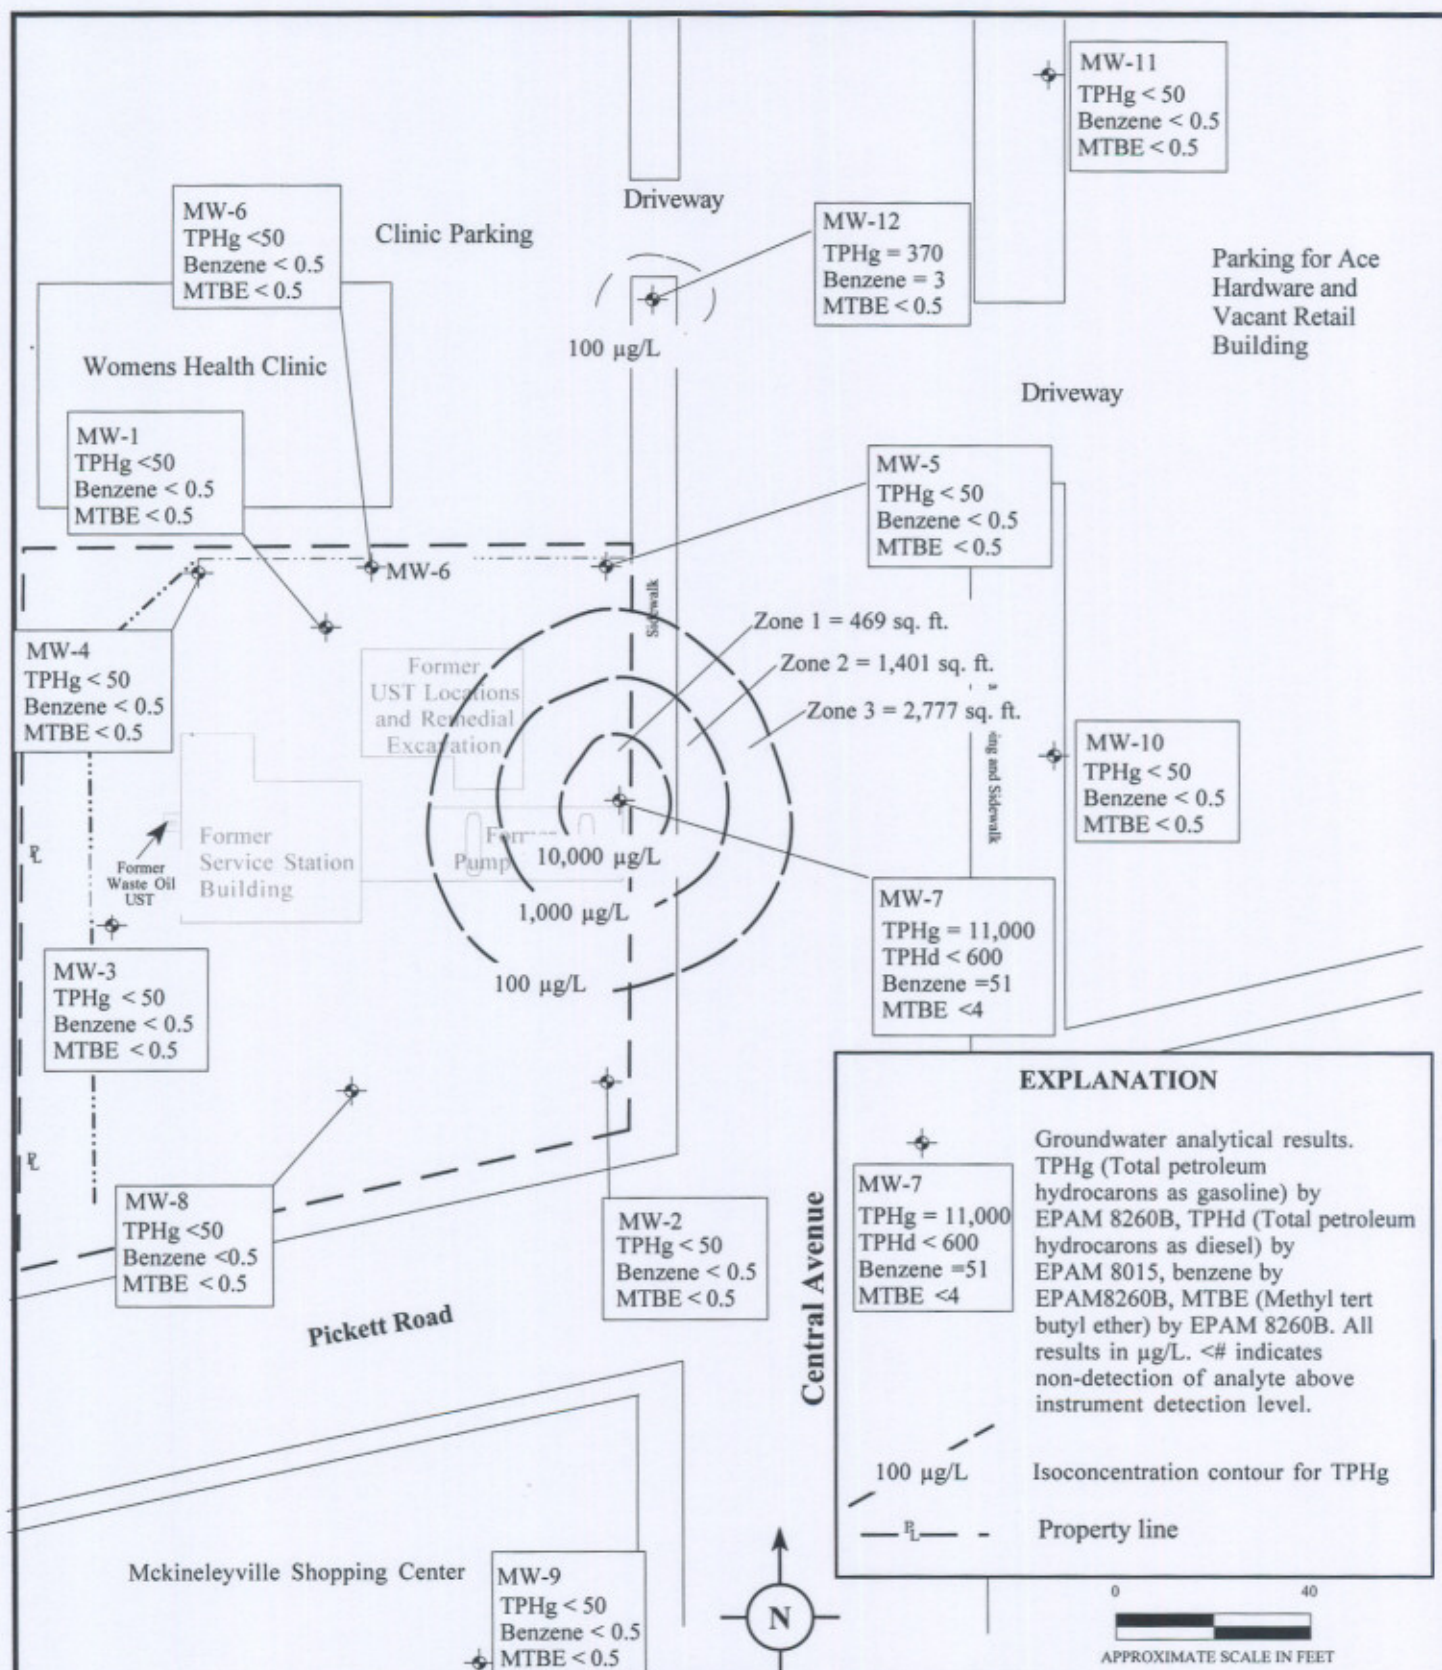 MW-11
TPHg < 50
Benzene < 0.5
MTBE < 0.5
Driveway
MW-6
TPHg <50
Benzene < 0.5
MTBE < 0.5
Clinic Parking
MW-12
TPHg = 370
Benzene = 3
MTBE < 0.5
Parking for Ace
Hardware and
Vacant Retail
Building
100 µg/L
Womens Health Clinic
Driveway
MW-1
TPHg <50
Benzene < 0.5
MTBE < 0.5
MW-5
TPHg < 50
Benzene < 0.5
MTBE < 0.5
MW-6
Sidewalk
Zone 1 = 469 sq. ft.
Zone 2 = 1,401 sq. ft.
Zone 3 = 2,777 sq. ft.
MW-4
TPHg < 50
Benzene < 0.5
MTBE < 0.5
Former
UST Locations
and Remedial
Excavation
ing and Sidewalk
MW-10
TPHg < 50
Benzene < 0.5
MTBE < 0.5
PL
Former
Waste Oil
UST
Former
Service Station
Building
Pump
10,000 µg/L
1,000 µg/L
100 µg/L
MW-7
TPHg = 11,000
TPHd < 600
Benzene =51
MTBE <4
MW-3
TPHg < 50
Benzene < 0.5
MTBE < 0.5
PL
MW-8
TPHg <50
Benzene <0.5
MTBE < 0.5
MW-2
TPHg < 50
Benzene < 0.5
MTBE < 0.5
Pickett Road
Central Avenue
EXPLANATION
MW-7
TPHg = 11,000
TPHd < 600
Benzene =51
MTBE <4
Groundwater analytical results.
TPHg (Total petroleum
hydrocarons as gasoline) by
EPAM 8260B, TPHd (Total petroleum
hydrocarons as diesel) by
EPAM 8015, benzene by
EPAM8260B, MTBE (Methyl tert
butyl ether) by EPAM 8260B. All
results in µg/L. <# indicates
non-detection of analyte above
instrument detection level.
100 µg/L
Isoconcentration contour for TPHg
PL
Property line
Mckineleyville Shopping Center
MW-9
TPHg < 50
Benzene < 0.5
MTBE < 0.5
N
0 40
APPROXIMATE SCALE IN FEET